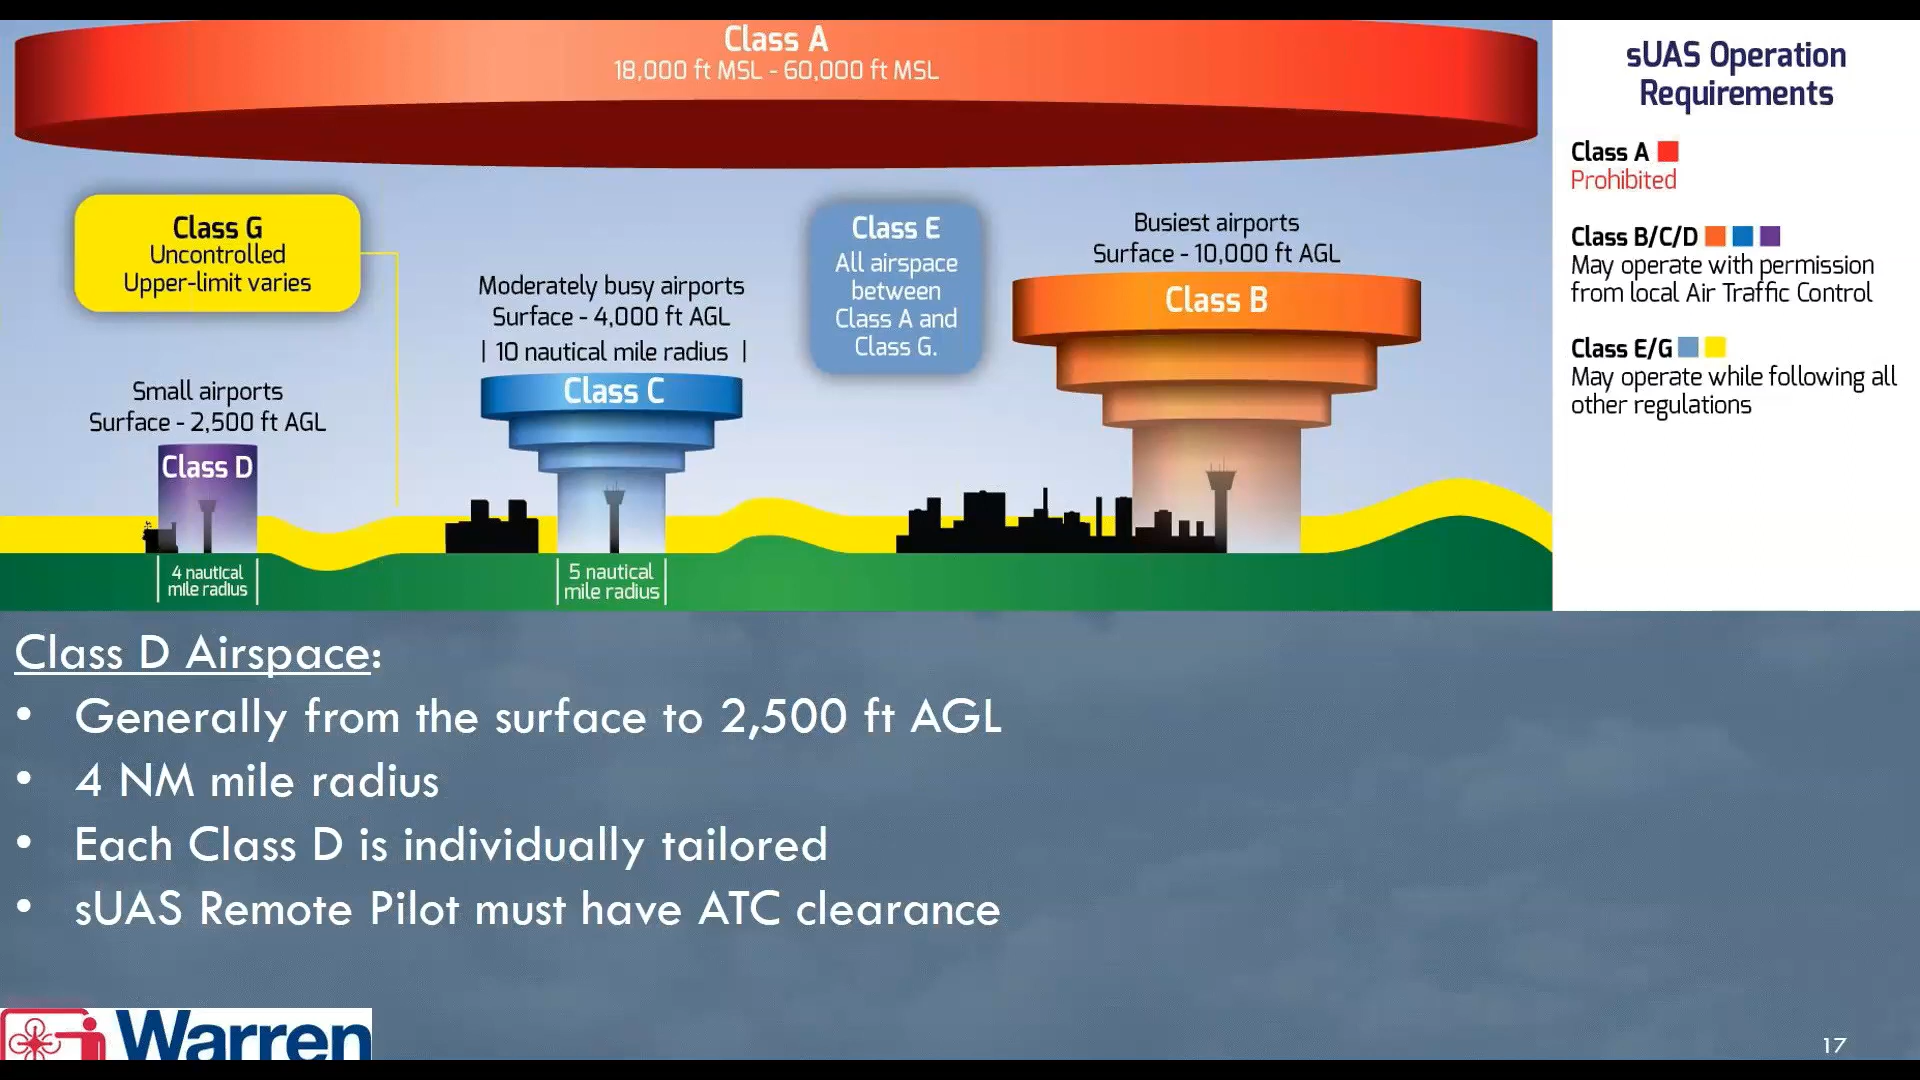 Class A
18,000 ft MSL - 60,000 ft MSL
sUAS Operation
Requirements
Class A
Prohibited
Class B/C/D
May operate with permission
from local Air Traffic Control
Class E/G
May operate while following all
other regulations
Class G
Uncontrolled
Upper-limit varies
Small airports
Surface - 2,500 ft AGL
Class D
4 nautical
mile radius
Moderately busy airports
Surface - 4,000 ft AGL
| 10 nautical mile radius |
Class C
5 nautical
mile radius
Class E
All airspace
between
Class A and
Class G.
Busiest airports
Surface - 10,000 ft AGL
Class B
Class D Airspace:
• Generally from the surface to 2,500 ft AGL
• 4 NM mile radius
• Each Class D is individually tailored
• sUAS Remote Pilot must have ATC clearance
Warren
17